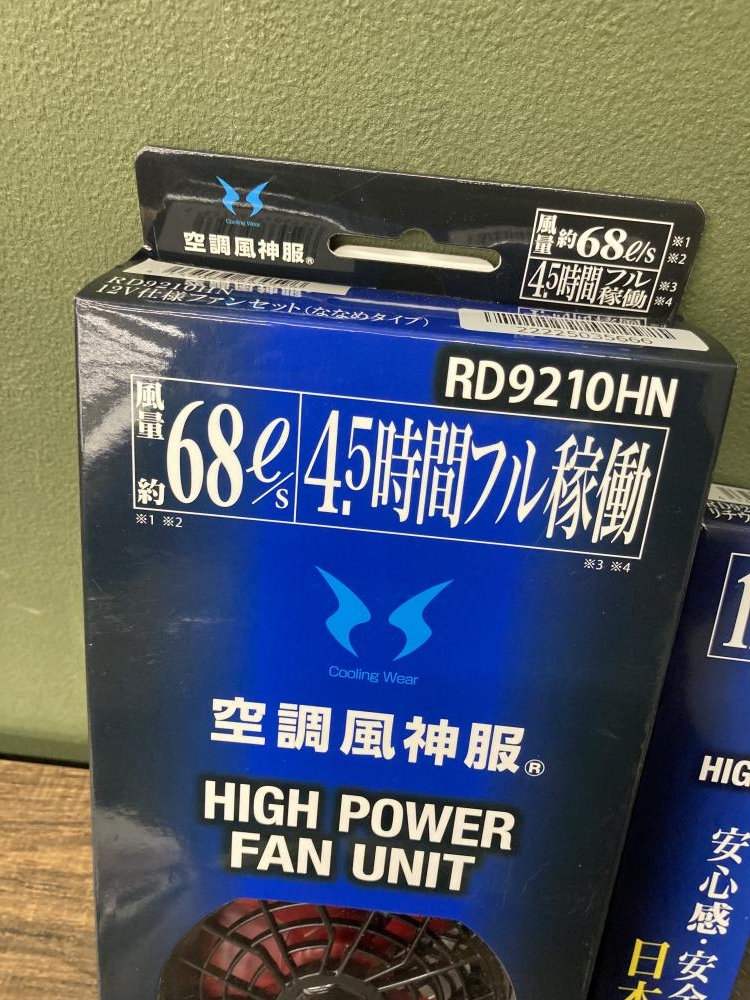 Cooling Wear
空調風神服®
風量 約68ℓ/s ※1 ※2
4.5時間フル稼働 ※3 ※4
RD9210HN
12V仕様ファンセット(ななめタイプ)
RD9210HN
風量 約68ℓ/s
4.5時間フル稼働
※1 ※2
※3 ※4
Cooling Wear
空調風神服®
HIGH POWER
FAN UNIT
HIG
安心感・安全
日本